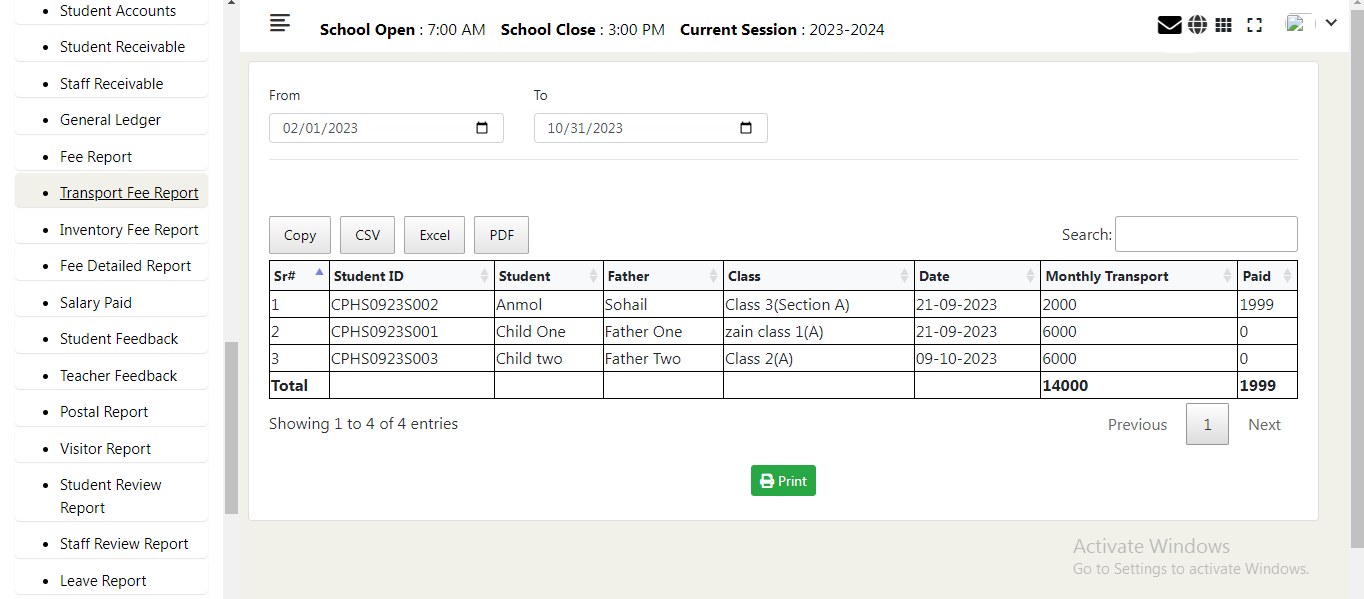 Student Accounts
Student Receivable
Staff Receivable
General Ledger
Fee Report
Transport Fee Report
Inventory Fee Report
Fee Detailed Report
Salary Paid
Student Feedback
Teacher Feedback
Postal Report
Visitor Report
Student Review
Report
Staff Review Report
Leave Report
School Open : 7:00 AM School Close : 3:00 PM Current Session : 2023-2024
From To
02/01/2023 10/31/2023
Copy CSV Excel PDF Search:
Sr# Student ID Student Father Class Date Monthly Transport Paid
1 CPHS0923S002 Anmol Sohail Class 3(Section A) 21-09-2023 2000 1999
2 CPHS0923S001 Child One Father One zain class 1(A) 21-09-2023 6000 0
3 CPHS0923S003 Child two Father Two Class 2(A) 09-10-2023 6000 0
Total 14000 1999
Showing 1 to 4 of 4 entries Previous 1 Next
Print
Activate Windows
Go to Settings to activate Windows.